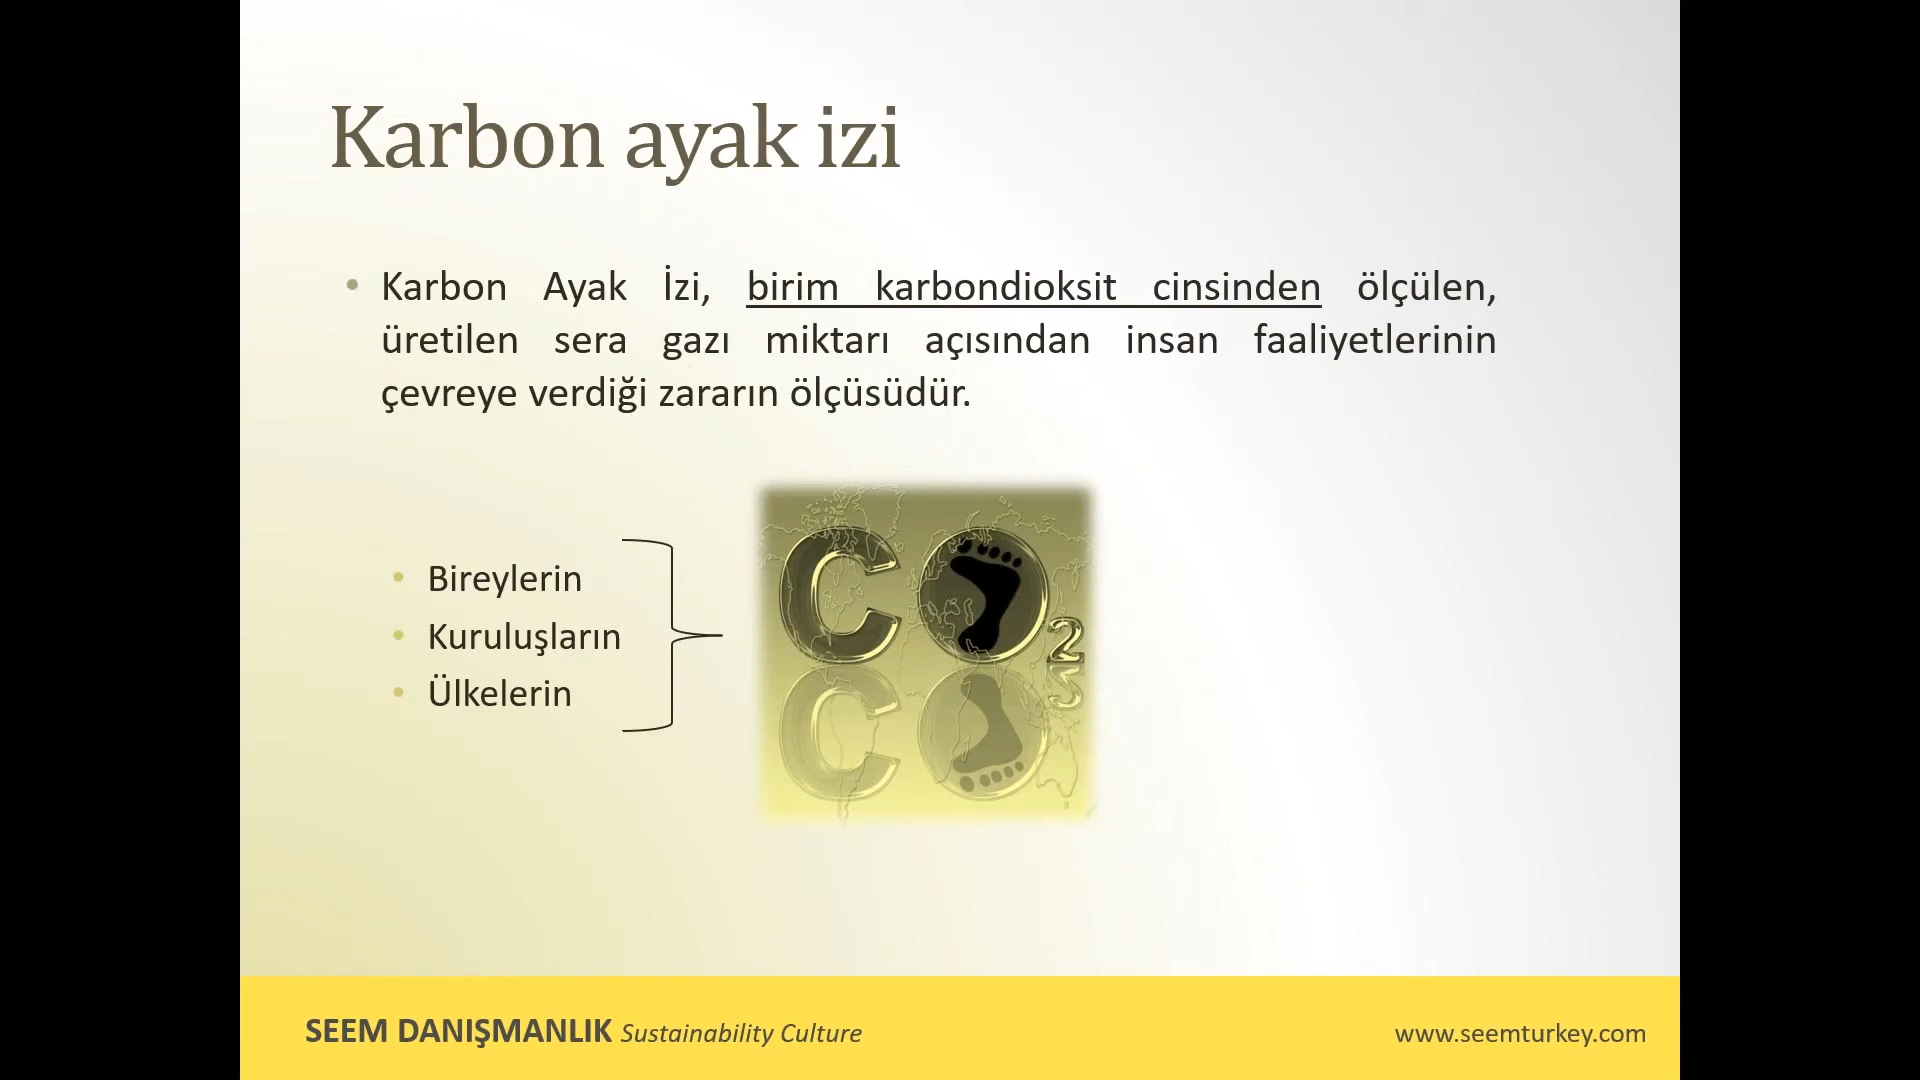 Karbon ayak izi
• Karbon Ayak İzi, birim karbondioksit cinsinden ölçülen,
üretilen sera gazı miktarı açısından insan faaliyetlerinin
çevreye verdiği zararın ölçüsüdür.
• Bireylerin
• Kuruluşların
• Ülkelerin
CO2
SEEM DANIŞMANLIK Sustainability Culture
www.seemturkey.com